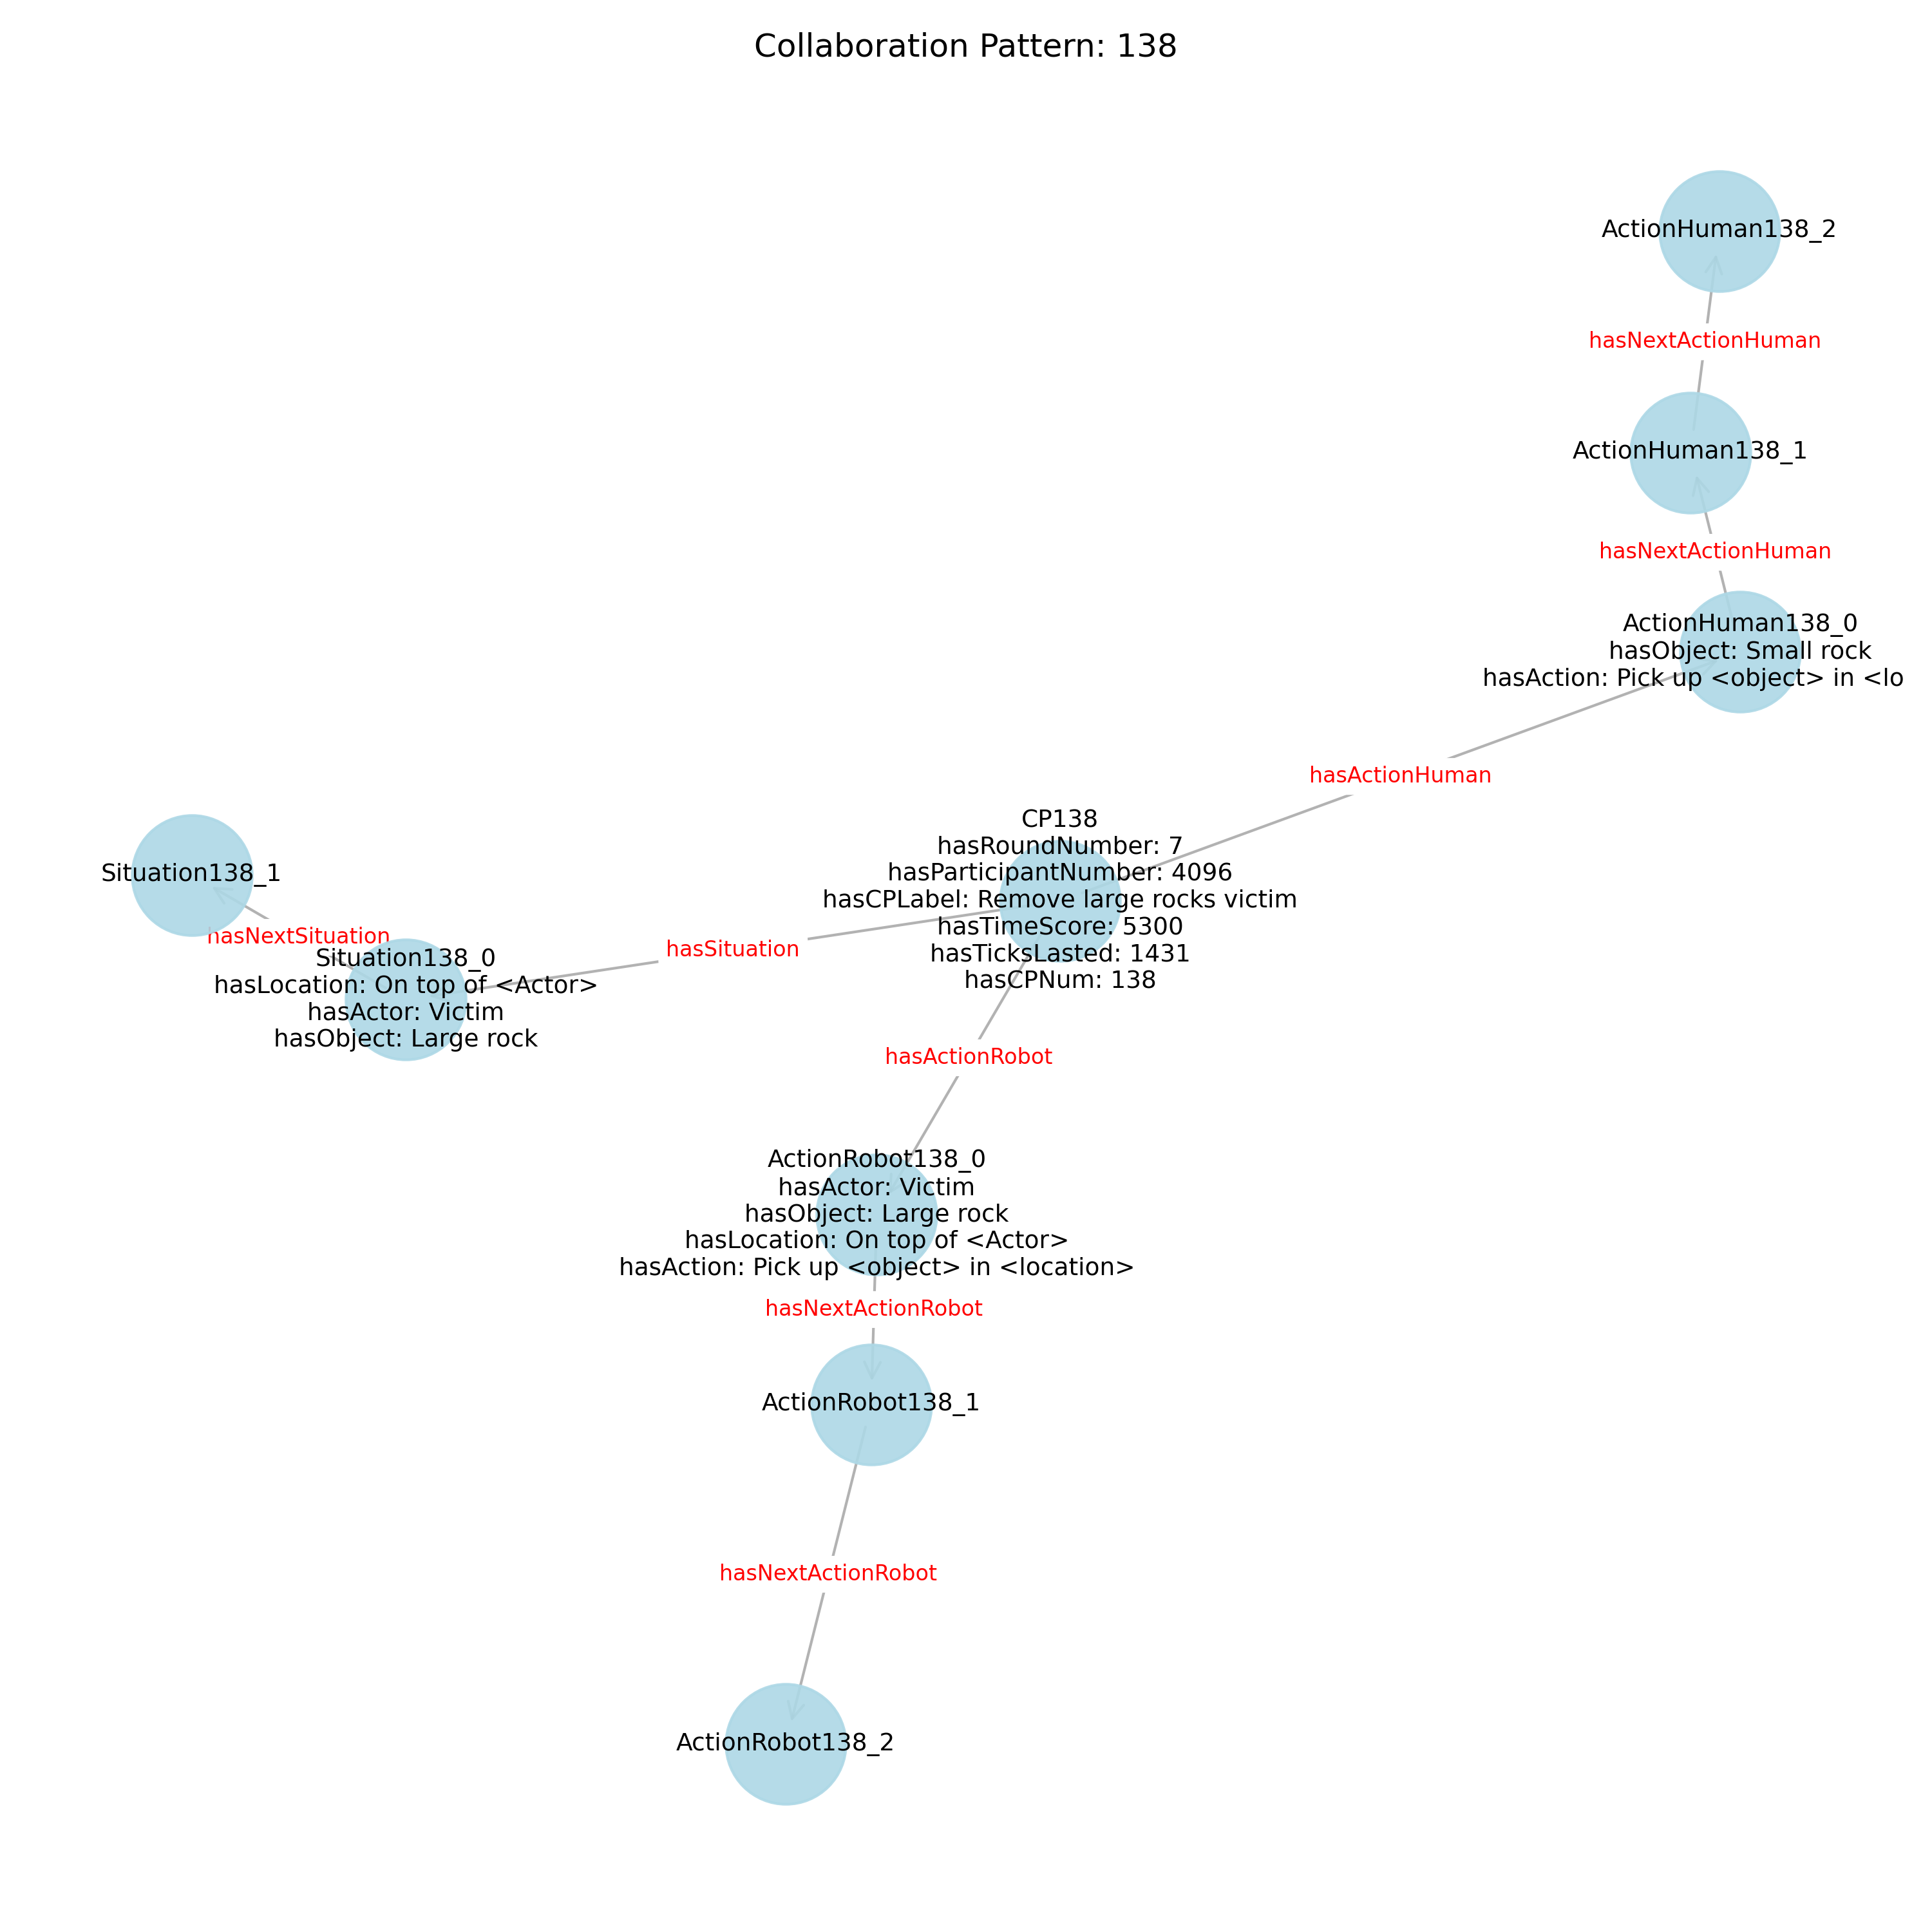 Collaboration Pattern: 138
ActionHuman138_2
hasNextActionHuman
ActionHuman138_1
hasNextActionHuman
ActionHuman138_0
hasObject: Small rock
hasAction: Pick up <object> in <lo
hasActionHuman
CP138
hasRoundNumber: 7
hasParticipantNumber: 4096
hasCPLabel: Remove large rocks victim
hasTimeScore: 5300
hasTicksLasted: 1431
hasCPNum: 138
Situation138_1
hasNextSituation
hasSituation
Situation138_0
hasLocation: On top of <Actor>
hasActor: Victim
hasObject: Large rock
hasActionRobot
ActionRobot138_0
hasActor: Victim
hasObject: Large rock
hasLocation: On top of <Actor>
hasAction: Pick up <object> in <location>
hasNextActionRobot
ActionRobot138_1
hasNextActionRobot
ActionRobot138_2